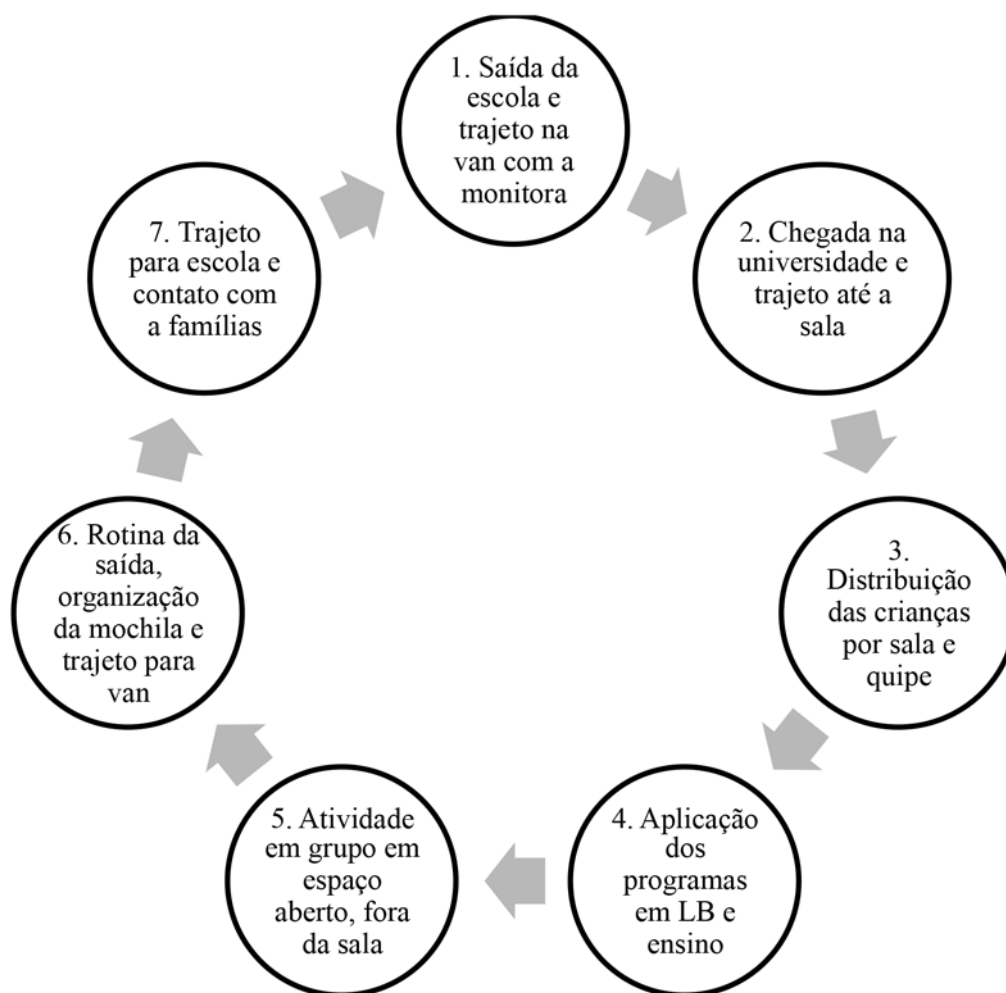 1. Saída da
escola e
trajeto na
van com a
monitora
2. Chegada na
universidade e
trajeto até a
sala
3.
Distribuição
das crianças
por sala e
quipe
4. Aplicação
dos
programas
em LB e
ensino
5. Atividade
em grupo em
espaço
aberto, fora
da sala
6. Rotina da
saída,
organização
da mochila e
trajeto para
van
7. Trajeto
para escola e
contato com
a famílias